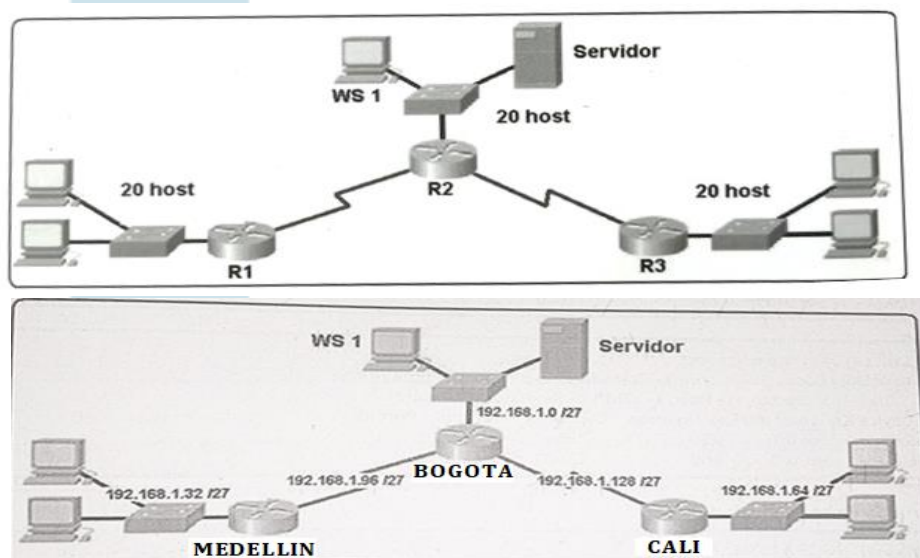 Servidor
WS 1
20 host
R2
20 host
20 host
R1
R3
WS 1
Servidor
192.168.1.0 /27
BOGOTA
192.168.1.96 /27
192.168.1.128 /27
192.168.1.32 /27
192.168.1.64 /27
MEDELLIN
CALI